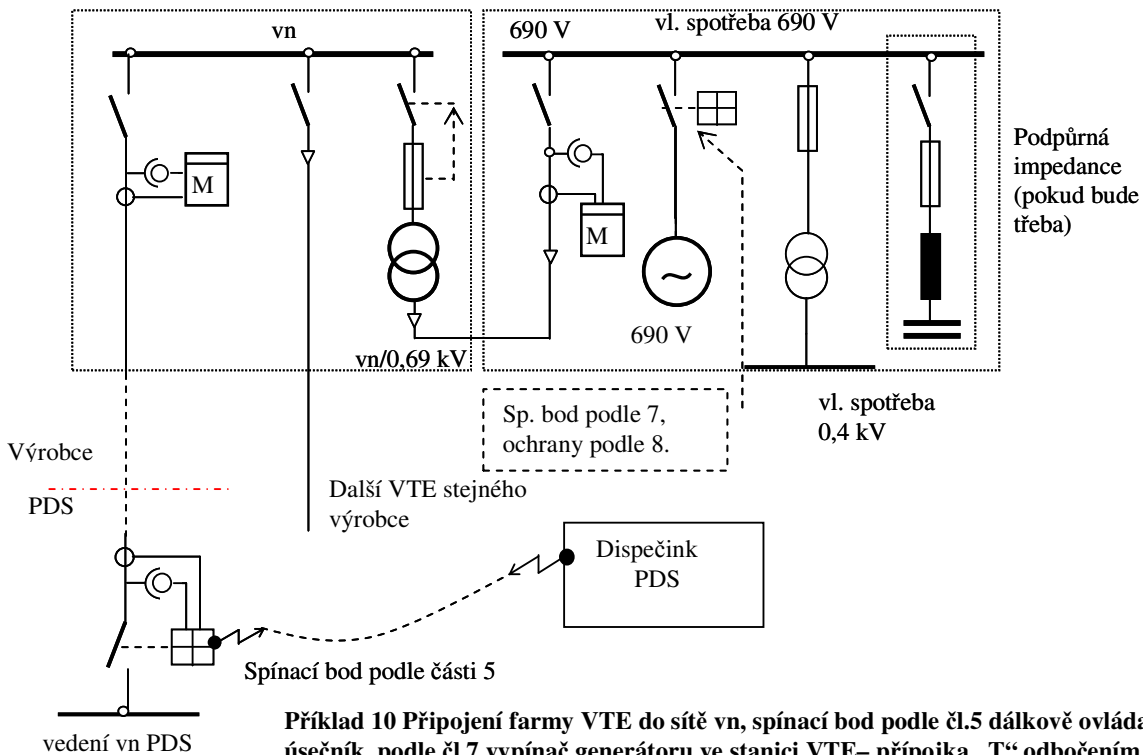 vn
690 V
vl. spotřeba 690 V
M
M
~
Podpůrná
impedance
(pokud bude
třeba)
690 V
vn/0,69 kV
Sp. bod podle 7,
ochrany podle 8.
vl. spotřeba
0,4 kV
Výrobce
PDS
Další VTE stejného
výrobce
Dispečink
PDS
Spínací bod podle části 5
vedení vn PDS
Příklad 10 Připojení farmy VTE do sítě vn, spínací bod podle čl.5 dálkově ovláda
úsečník, podle čl.7 vypínač generátoru ve stanici VTE– přípojka „T“ odbočením